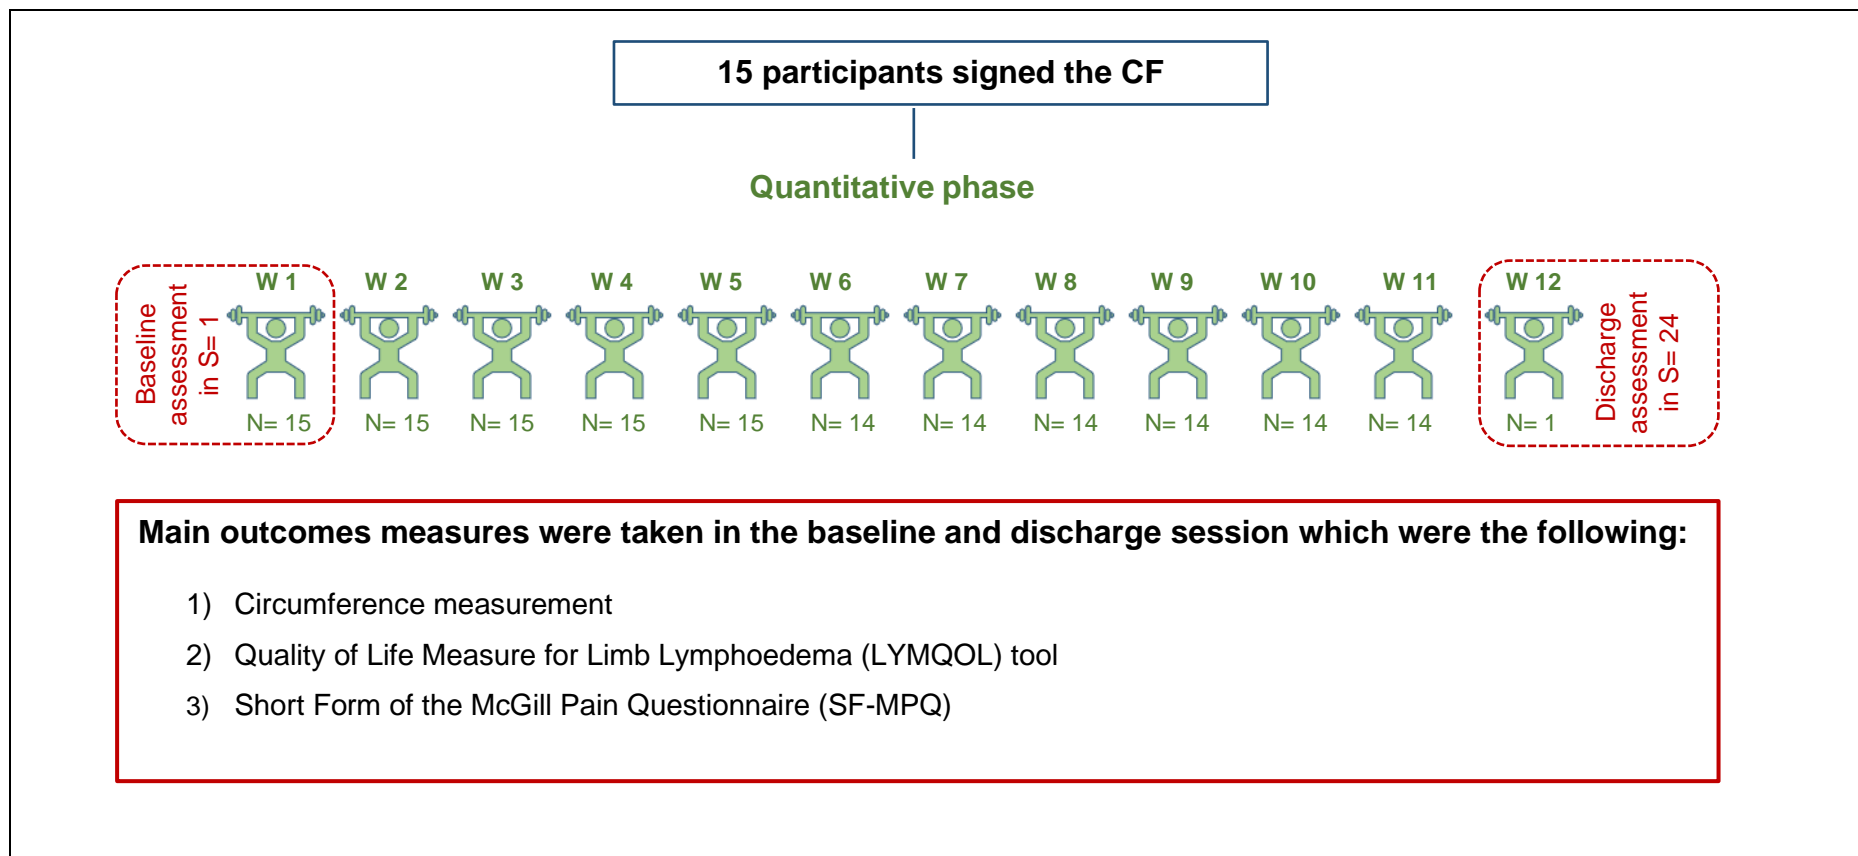 15 participants signed the CF
Quantitative phase
Baseline
assessment
in S= 1
W 1
W 2
W 3
W 4
W 5
W 6
W 7
W 8
W 9
W 10
W 11
W 12
N= 15
N= 15
N= 15
N= 15
N= 15
N= 14
N= 14
N= 14
N= 14
N= 14
N= 14
N= 1
Discharge
assessment
in S= 24
Main outcomes measures were taken in the baseline and discharge session which were the following:
1) Circumference measurement
2) Quality of Life Measure for Limb Lymphoedema (LYMQOL) tool
3) Short Form of the McGill Pain Questionnaire (SF-MPQ)